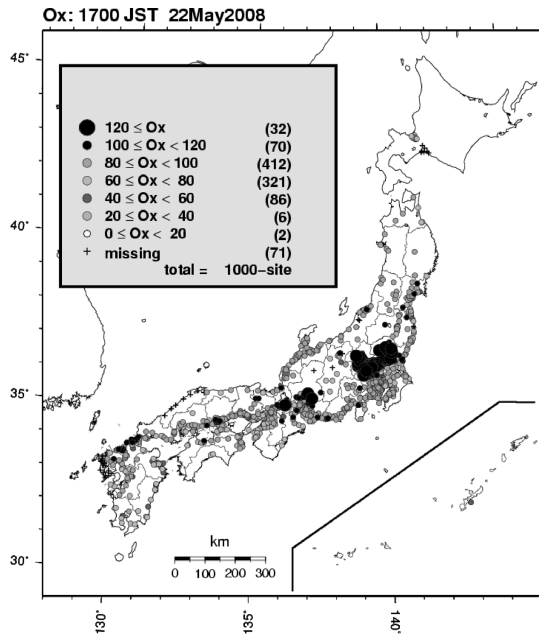 Ox: 1700 JST 22May2008
45°
120 ≤ Ox (32)
100 ≤ Ox < 120 (70)
80 ≤ Ox < 100 (412)
60 ≤ Ox < 80 (321)
40 ≤ Ox < 60 (86)
20 ≤ Ox < 40 (6)
0 ≤ Ox < 20 (2)
+ missing (71)
total = 1000-site
40°
35°
km
0 50 100 150 200 300
30°
130° 135° 140°